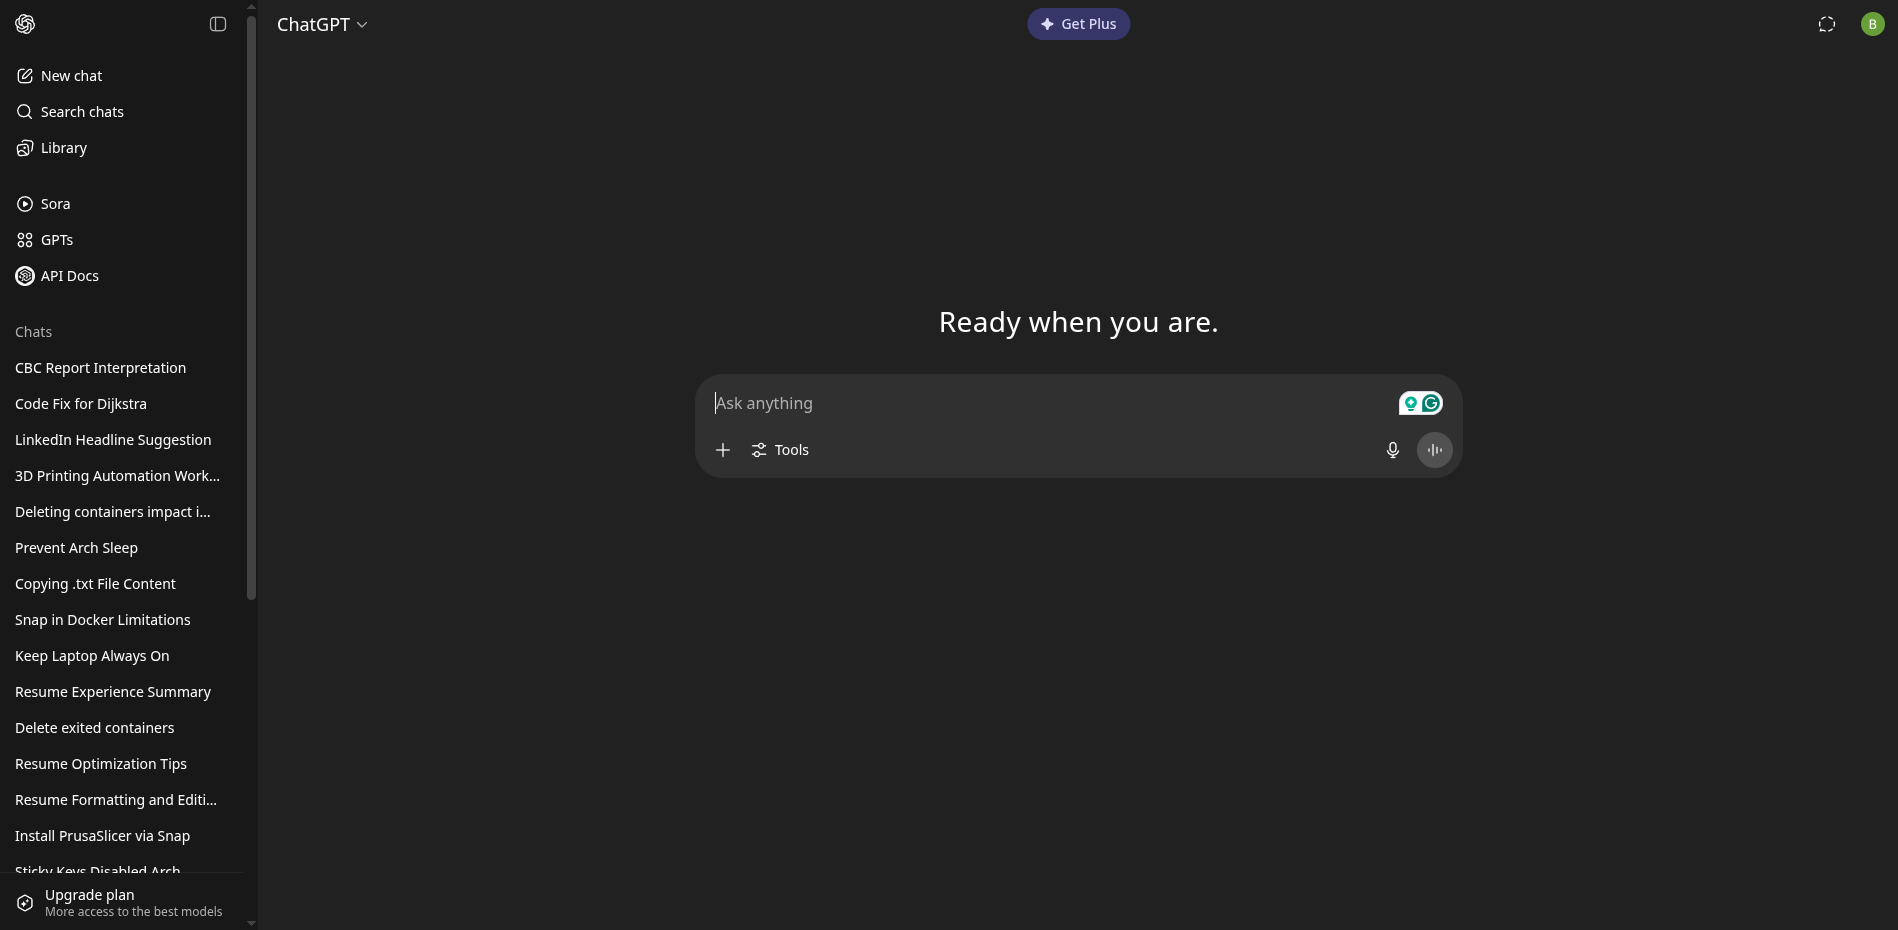 ChatGPT
Get Plus
B
New chat
Search chats
Library
Sora
GPTs
API Docs
Chats
CBC Report Interpretation
Code Fix for Dijkstra
LinkedIn Headline Suggestion
3D Printing Automation Work...
Deleting containers impact i...
Prevent Arch Sleep
Copying .txt File Content
Snap in Docker Limitations
Keep Laptop Always On
Resume Experience Summary
Delete exited containers
Resume Optimization Tips
Resume Formatting and Editi...
Install PrusaSlicer via Snap
Sticky Keys Disabled Arch
Upgrade plan
More access to the best models
Ready when you are.
Ask anything
Tools